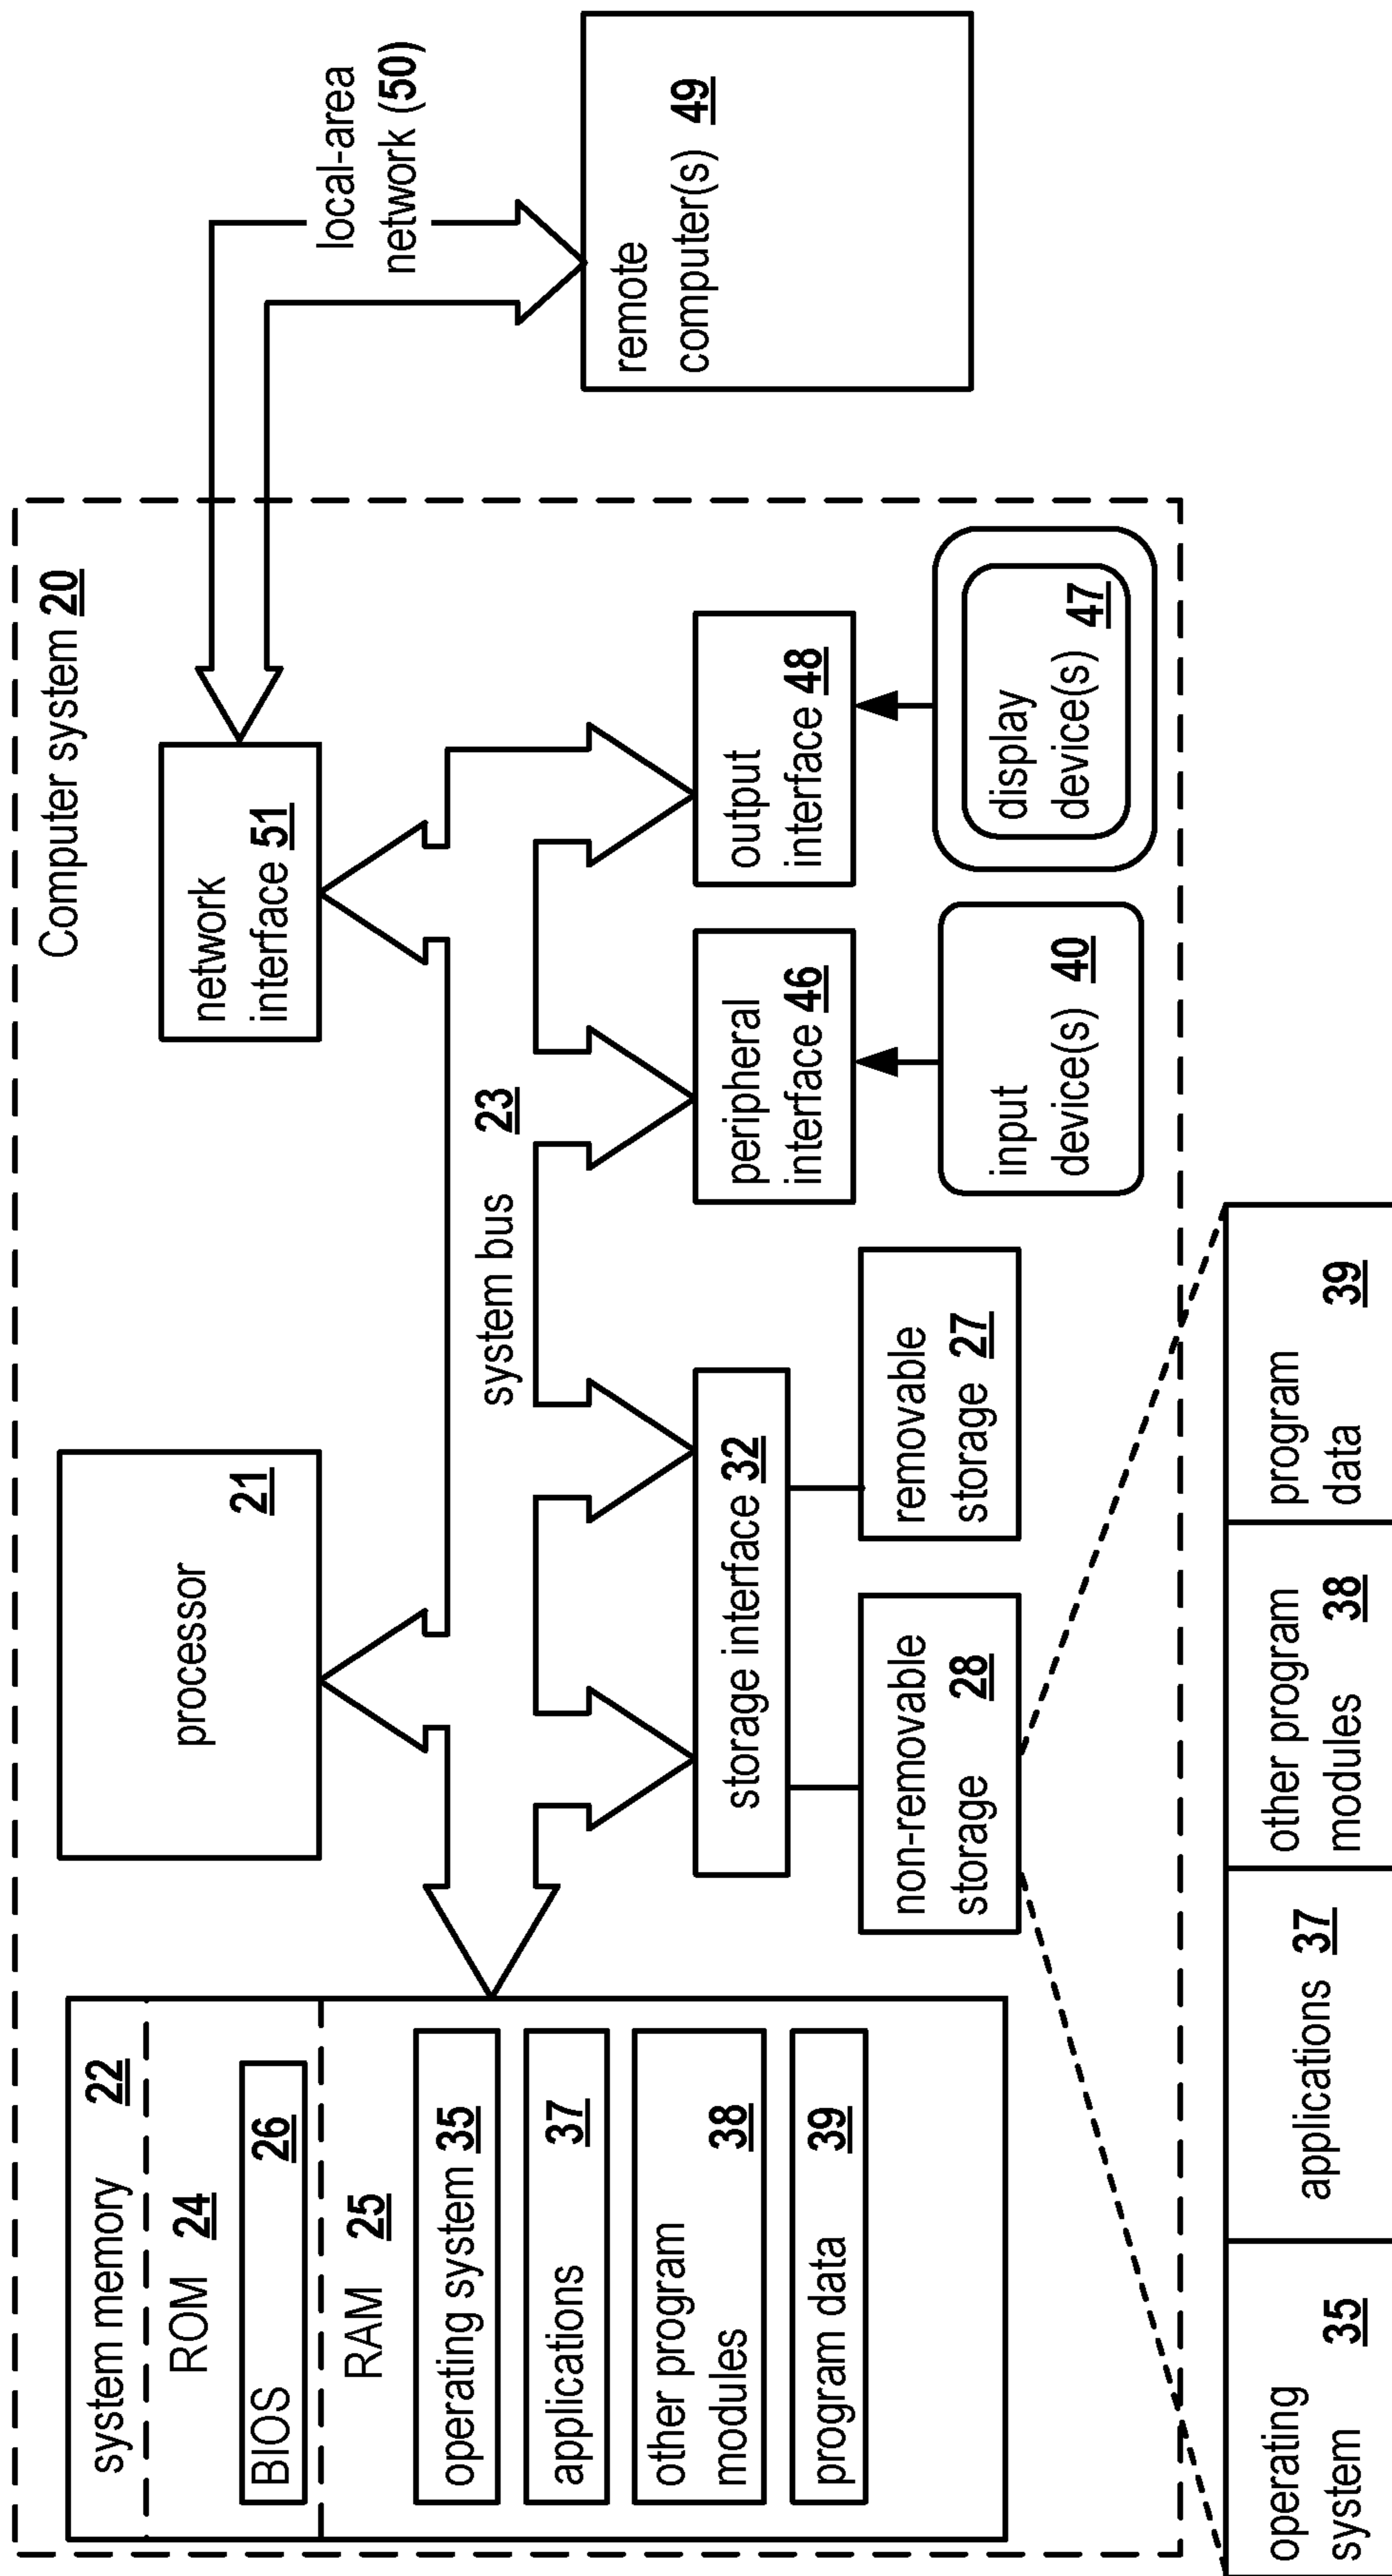 Computer system 20
system memory 22
ROM 24
BIOS 26
RAM 25
operating system 35
applications 37
other program
modules 38
program data 39
processor 21
network
interface 51
local-area
network (50)
system bus 23
storage interface 32
non-removable
storage 28
removable
storage 27
peripheral
interface 46
output
interface 48
input
device(s) 40
display
device(s) 47
remote
computer(s) 49
operating
system 35
applications 37
other program
modules 38
program
data 39